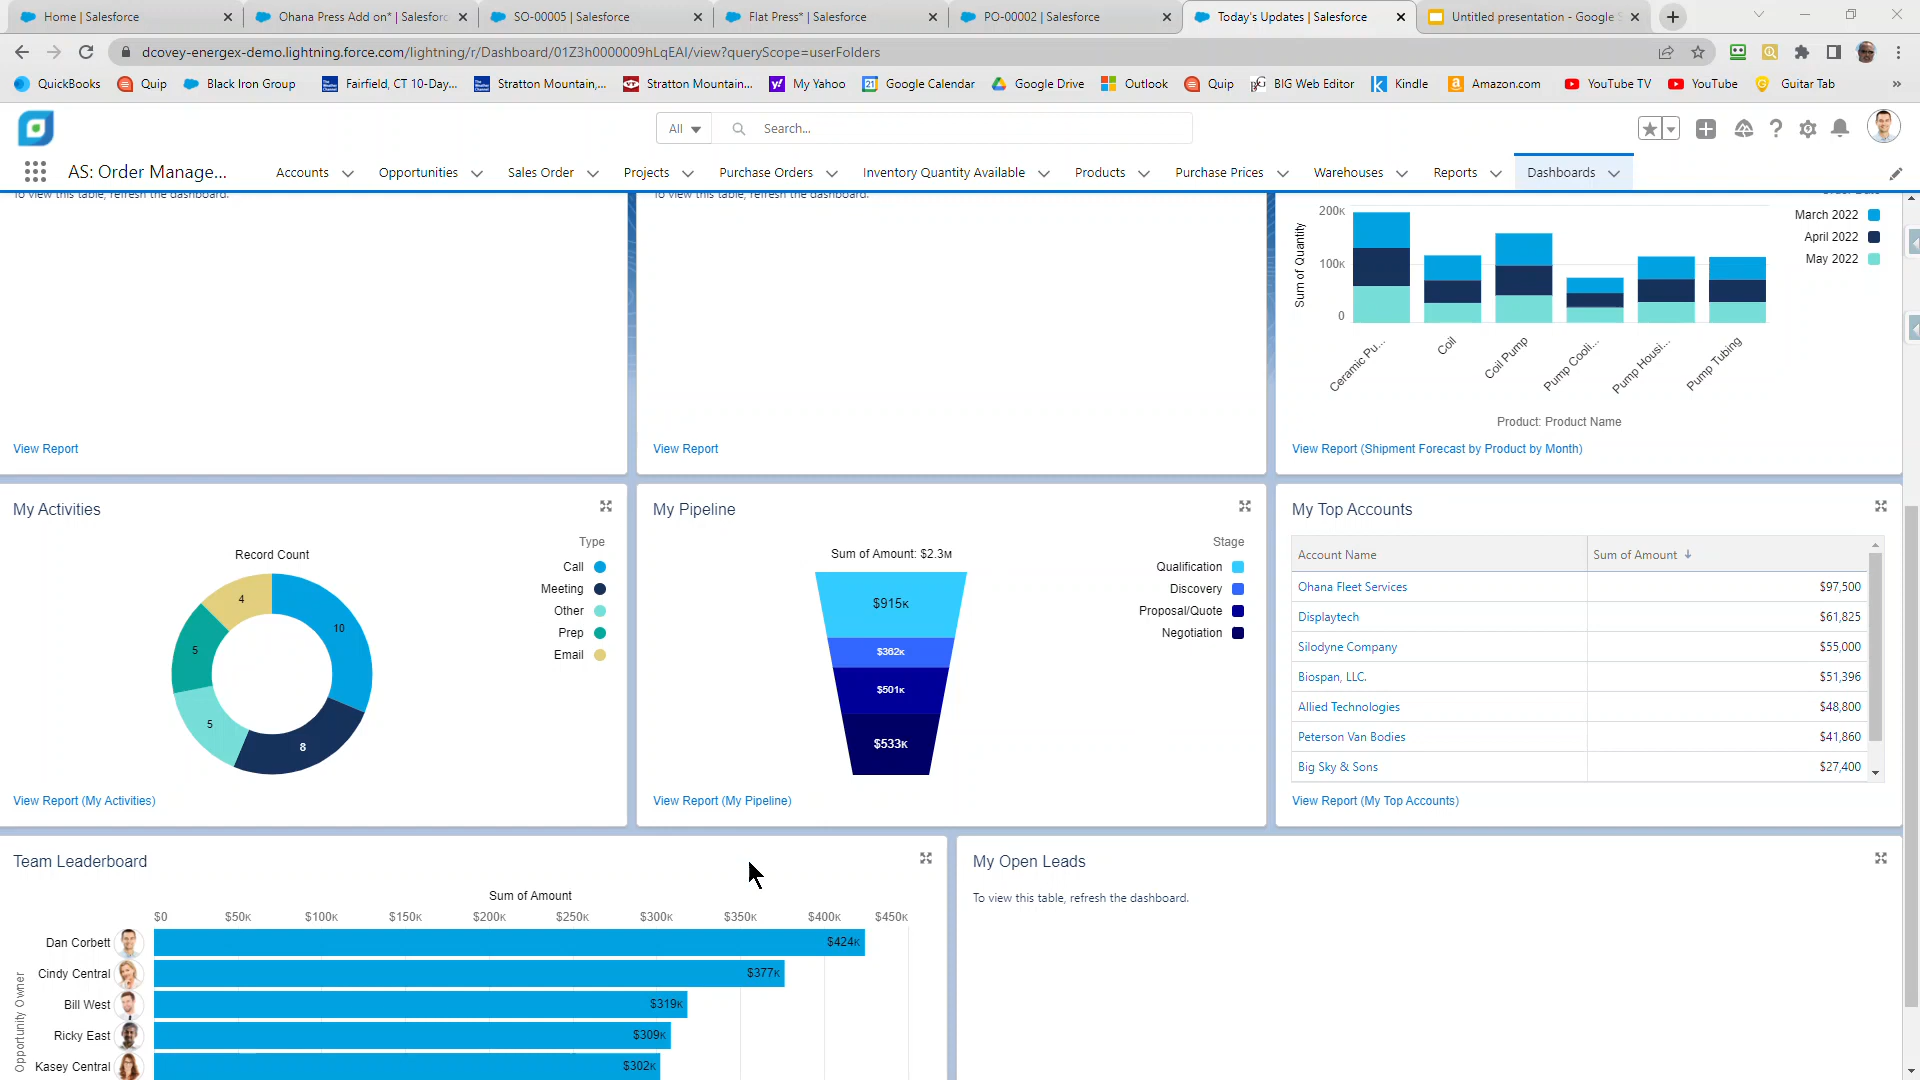 Home | Salesforce
Ohana Press Add on* | Salesforc
SO-00005 | Salesforce
Flat Press* | Salesforce
PO-00002 | Salesforce
Today's Updates | Salesforce
Untitled presentation - Google S
dcovey-energex-demo.lightning.force.com/lightning/r/Dashboard/01Z3h0000009hLqEAI/view?queryScope=userFolders
QuickBooks
Quip
Black Iron Group
Fairfield, CT 10-Day...
Stratton Mountain,...
Stratton Mountain...
My Yahoo
Google Calendar
Google Drive
Outlook
Quip
BIG Web Editor
Kindle
Amazon.com
YouTube TV
YouTube
Guitar Tab
»
All
Search...
AS: Order Manage...
Accounts
Opportunities
Sales Order
Projects
Purchase Orders
Inventory Quantity Available
Products
Purchase Prices
Warehouses
Reports
Dashboards
To view this table, refresh the dashboard.
View Report
To view this table, refresh the dashboard.
View Report
March 2022
April 2022
May 2022
Sum of Quantity
200K
100K
0
Ceramic Pu...
Coil
Coil Pump
Pump Cooli...
Pump Housi...
Pump Tubing
Product: Product Name
View Report (Shipment Forecast by Product by Month)
My Activities
Record Count
Type
Call
Meeting
Other
Prep
Email
10
8
5
5
4
View Report (My Activities)
My Pipeline
Sum of Amount: $2.3M
Stage
Qualification
Discovery
Proposal/Quote
Negotiation
$915K
$362K
$501K
$533K
View Report (My Pipeline)
My Top Accounts
Account Name Sum of Amount ↓
Ohana Fleet Services $97,500
Displaytech $61,825
Silodyne Company $55,000
Biospan, LLC. $51,396
Allied Technologies $48,800
Peterson Van Bodies $41,860
Big Sky & Sons $27,400
View Report (My Top Accounts)
Team Leaderboard
Sum of Amount
$0 $50K $100K $150K $200K $250K $300K $350K $400K $450K
Opportunity Owner
Dan Corbett $424K
Cindy Central $377K
Bill West $319K
Ricky East $309K
Kasey Central $302K
My Open Leads
To view this table, refresh the dashboard.